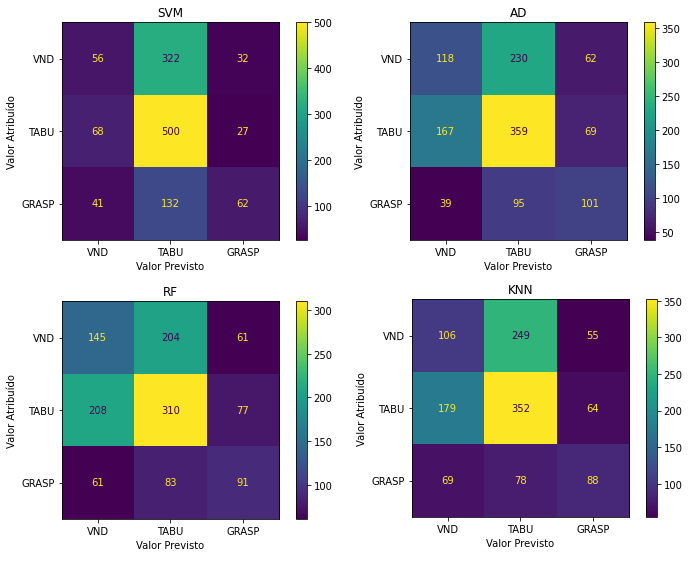 SVM
VND 56 322 32
TABU 68 500 27
GRASP 41 132 62
VND TABU GRASP
Valor Previsto
Valor Atribuído
500
400
300
200
100
AD
VND 118 230 62
TABU 167 359 69
GRASP 39 95 101
VND TABU GRASP
Valor Previsto
Valor Atribuído
350
300
250
200
150
100
50
RF
VND 145 204 61
TABU 208 310 77
GRASP 61 83 91
VND TABU GRASP
Valor Previsto
Valor Atribuído
300
250
200
150
100
KNN
VND 106 249 55
TABU 179 352 64
GRASP 69 78 88
VND TABU GRASP
Valor Previsto
Valor Atribuído
350
300
250
200
150
100